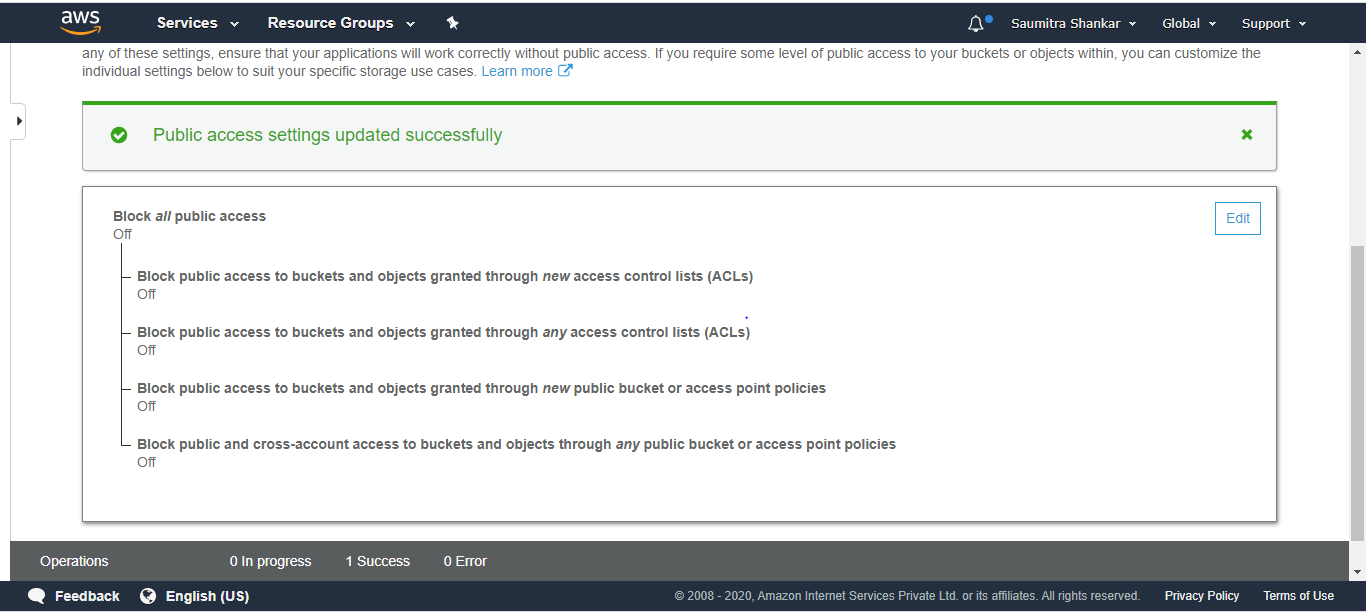 aws Services Resource Groups Saumitra Shankar Global Support
any of these settings, ensure that your applications will work correctly without public access. If you require some level of public access to your buckets or objects within, you can customize the
individual settings below to suit your specific storage use cases. Learn more
Public access settings updated successfully
Block all public access
Edit
Off
Block public access to buckets and objects granted through new access control lists (ACLs)
Off
Block public access to buckets and objects granted through any access control lists (ACLs)
Off
Block public access to buckets and objects granted through new public bucket or access point policies
Off
Block public and cross-account access to buckets and objects through any public bucket or access point policies
Off
Operations 0 In progress 1 Success 0 Error
Feedback English (US) © 2008 - 2020, Amazon Internet Services Private Ltd. or its affiliates. All rights reserved. Privacy Policy Terms of Use